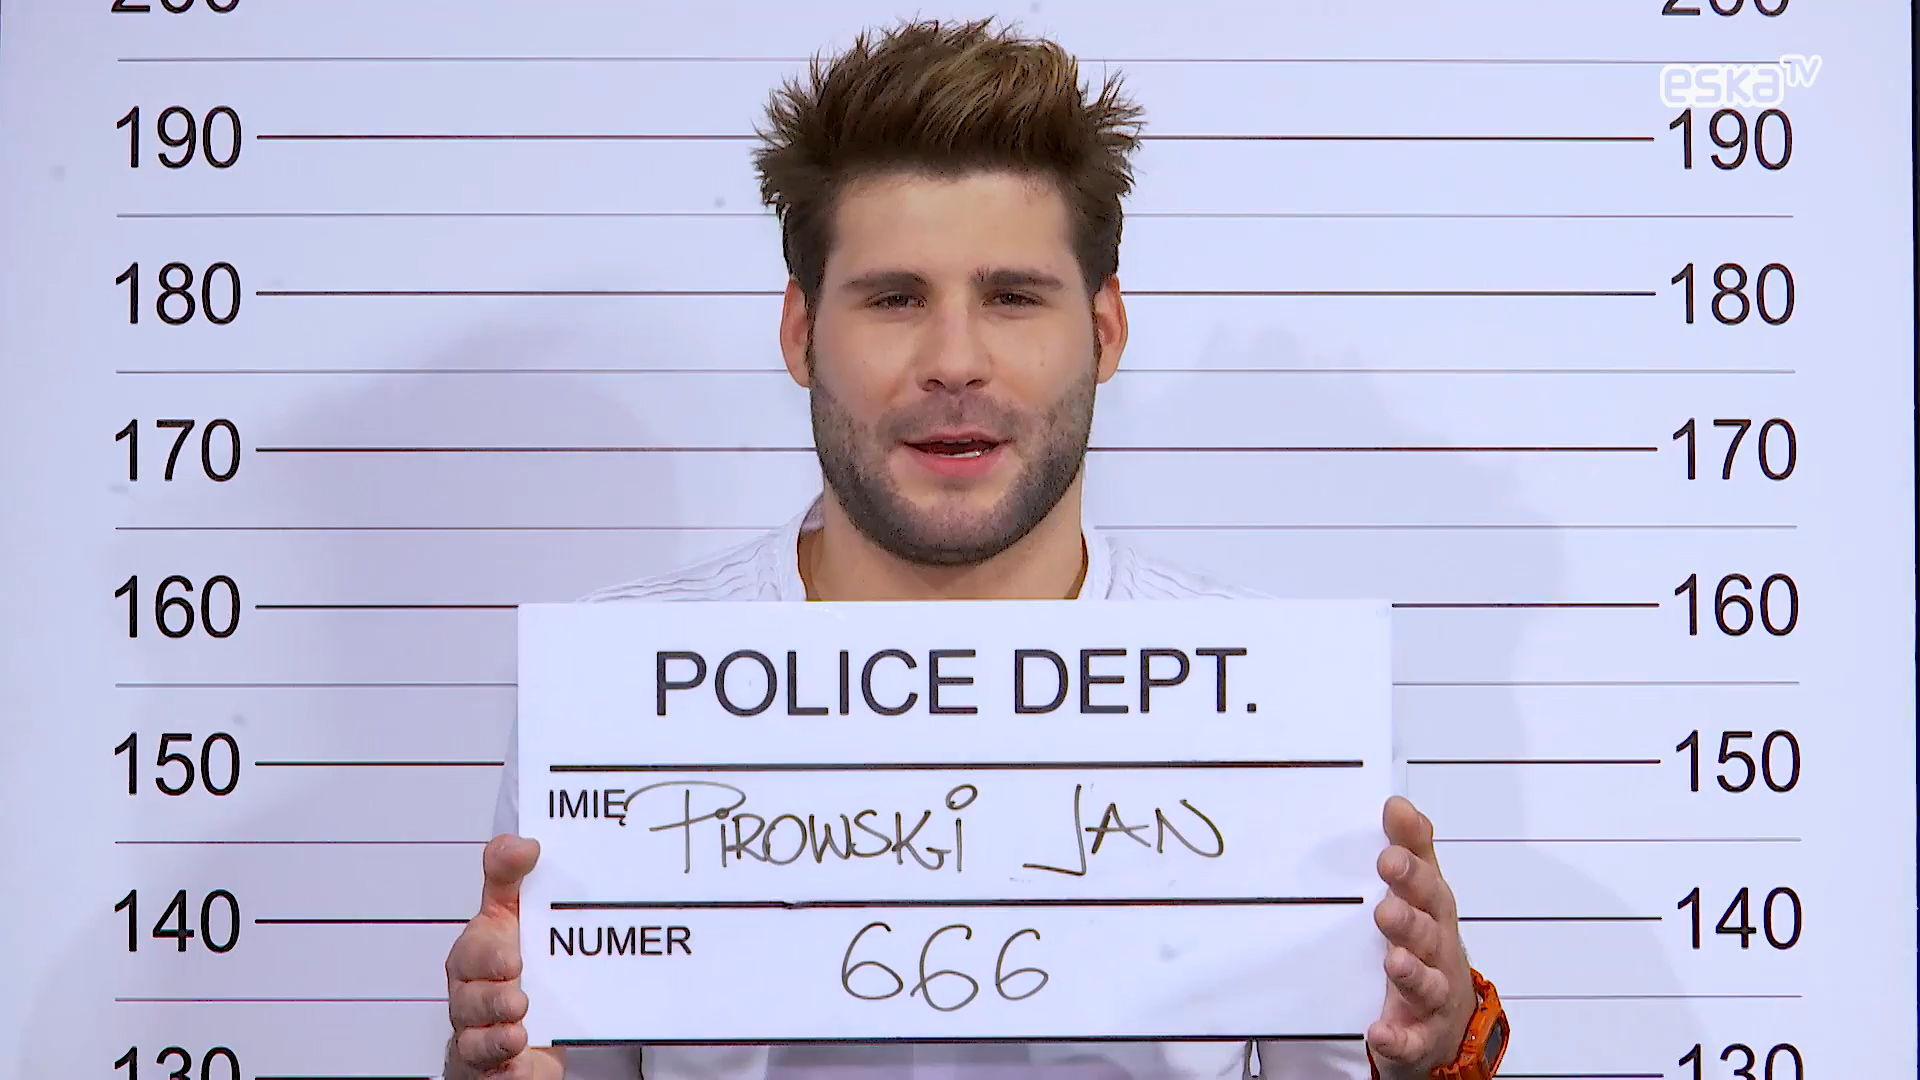 200 200
eska TV
190 190
180 180
170 170
160 160
POLICE DEPT.
150 150
IMIĘ PIROWSKi JAN
140 140
NUMER 666
130 130